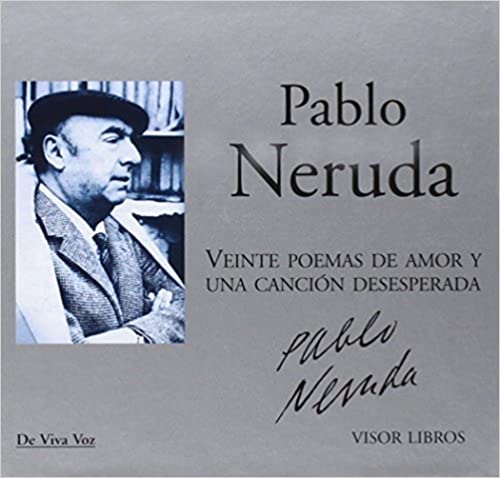 Pablo
Neruda
VEINTE POEMAS DE AMOR Y
UNA CANCIÓN DESESPERADA
Pablo
Neruda
De Viva Voz
VISOR LIBROS